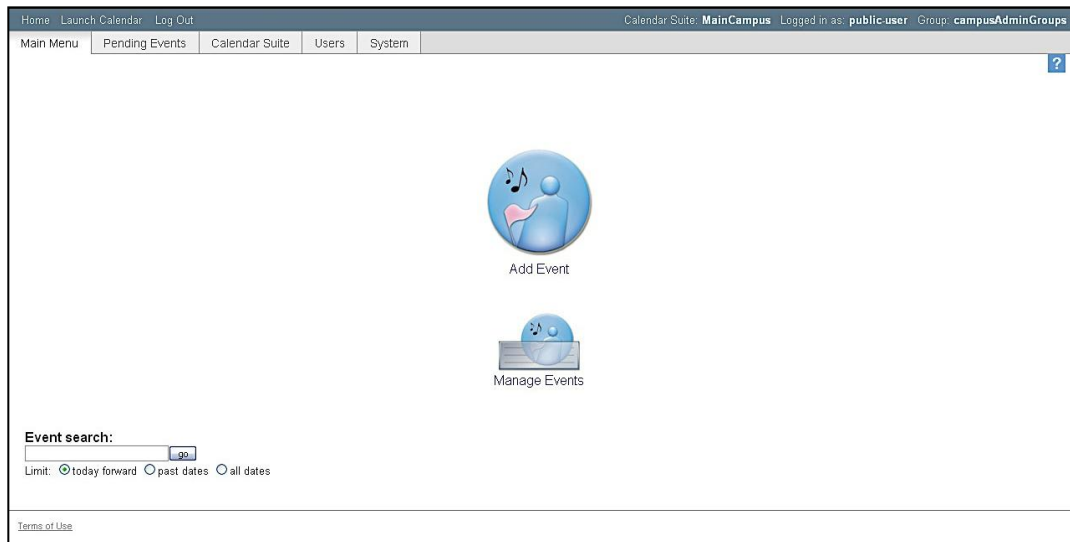 Home Launch Calendar Log Out Calendar Suite: MainCampus Logged in as: public-user Group: campusAdminGroups
Main Menu Pending Events Calendar Suite Users System
?
Add Event
Manage Events
Event search:
go
Limit: today forward past dates all dates
Terms of Use